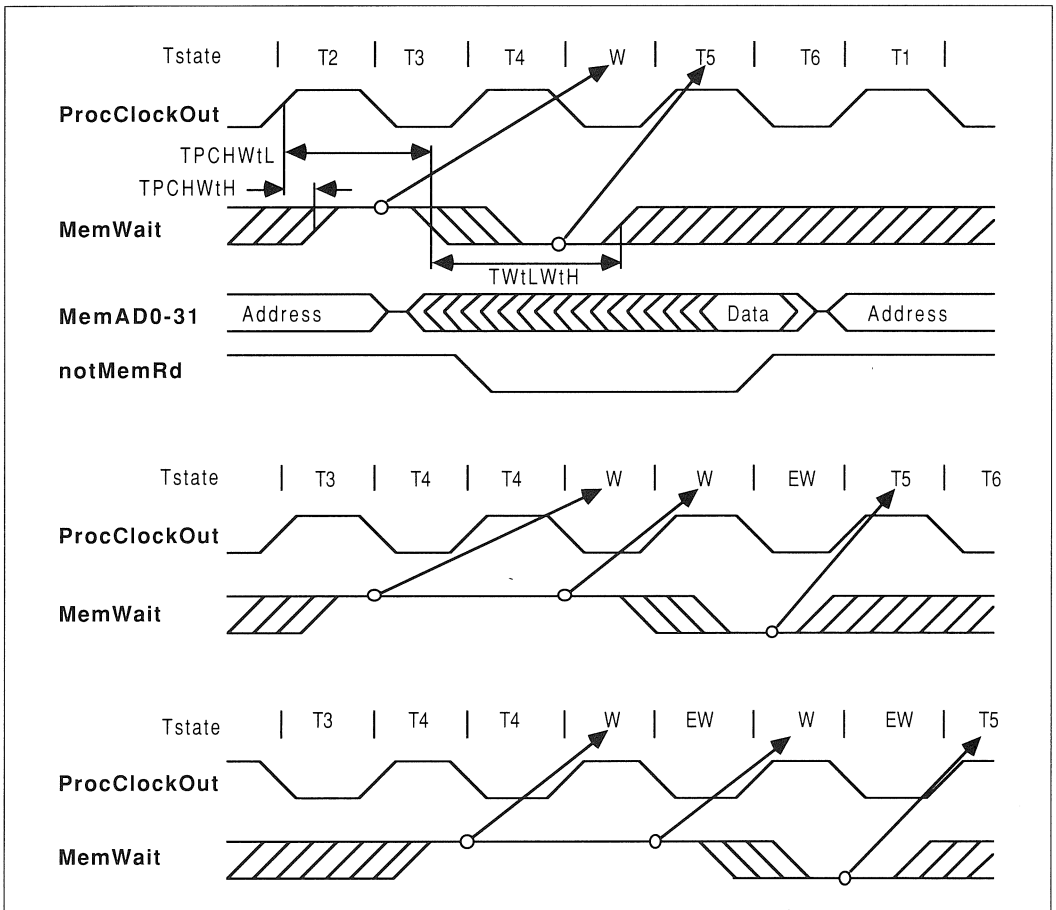 Tstate | T2 | T3 | T4 | W | T5 | T6 | T1 |
ProcClockOut
TPCHWtL
TPCHWtH
MemWait
TWtLWtH
MemAD0-31 Address Data Address
notMemRd
Tstate | T3 | T4 | T4 | W | W | EW | T5 | T6
ProcClockOut
MemWait
Tstate | T3 | T4 | T4 | W | EW | W | EW | T5
ProcClockOut
MemWait